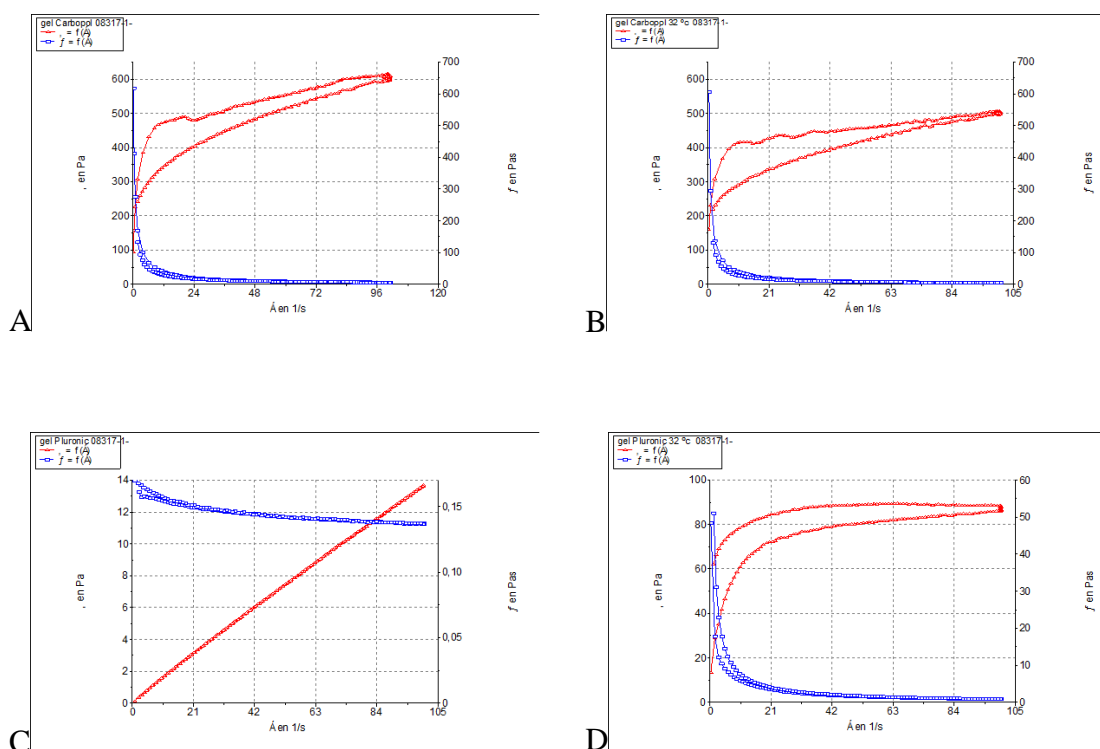 gel Carboppl 08317-1-
, = f (Á)
ƒ = f (Á)
700
600
600
500
500
400
400
300
300
200
200
100
100
0
0
, en Pa
ƒ en Pas
0
24
48
72
96
120
Á en 1/s
A
gel Carboppl 32 ºc 08317-1-
, = f (Á)
ƒ = f (Á)
700
600
600
500
500
400
400
300
300
200
200
100
100
0
0
, en Pa
ƒ en Pas
0
21
42
63
84
105
Á en 1/s
B
gel Pluronic 08317-1-
, = f (Á)
ƒ = f (Á)
14
12
0,15
10
8
0,10
6
4
0,05
2
0
0
, en Pa
ƒ en Pas
0
21
42
63
84
105
Á en 1/s
C
gel Pluronic 32 ºc 08317-1-
, = f (Á)
ƒ = f (Á)
100
60
80
50
60
40
30
40
20
20
10
0
0
, en Pa
ƒ en Pas
0
21
42
63
84
105
Á en 1/s
D